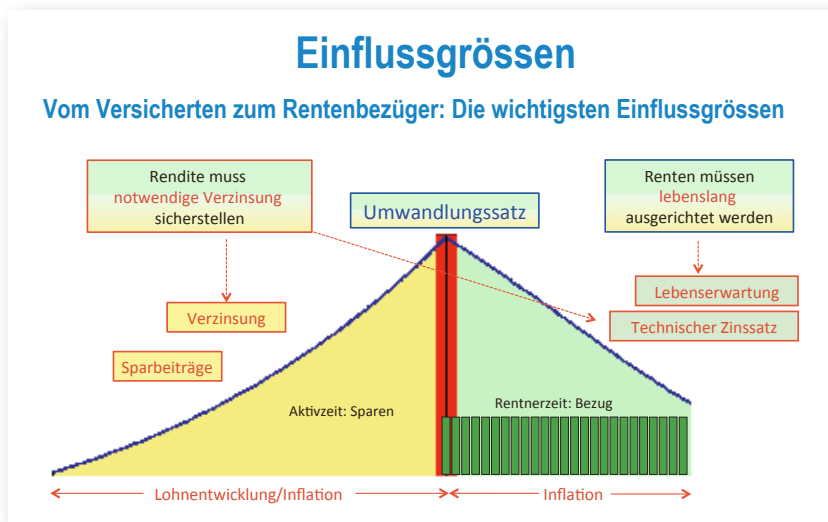 Einflussgrössen
Vom Versicherten zum Rentenbezüger: Die wichtigsten Einflussgrössen
Rendite muss
notwendige Verzinsung
sicherstellen
Umwandlungssatz
Renten müssen
lebenslang
ausgerichtet werden
Lebenserwartung
Verzinsung
Technischer Zinssatz
Sparbeiträge
Aktivzeit: Sparen
Rentnerzeit: Bezug
Lohnentwicklung/Inflation
Inflation